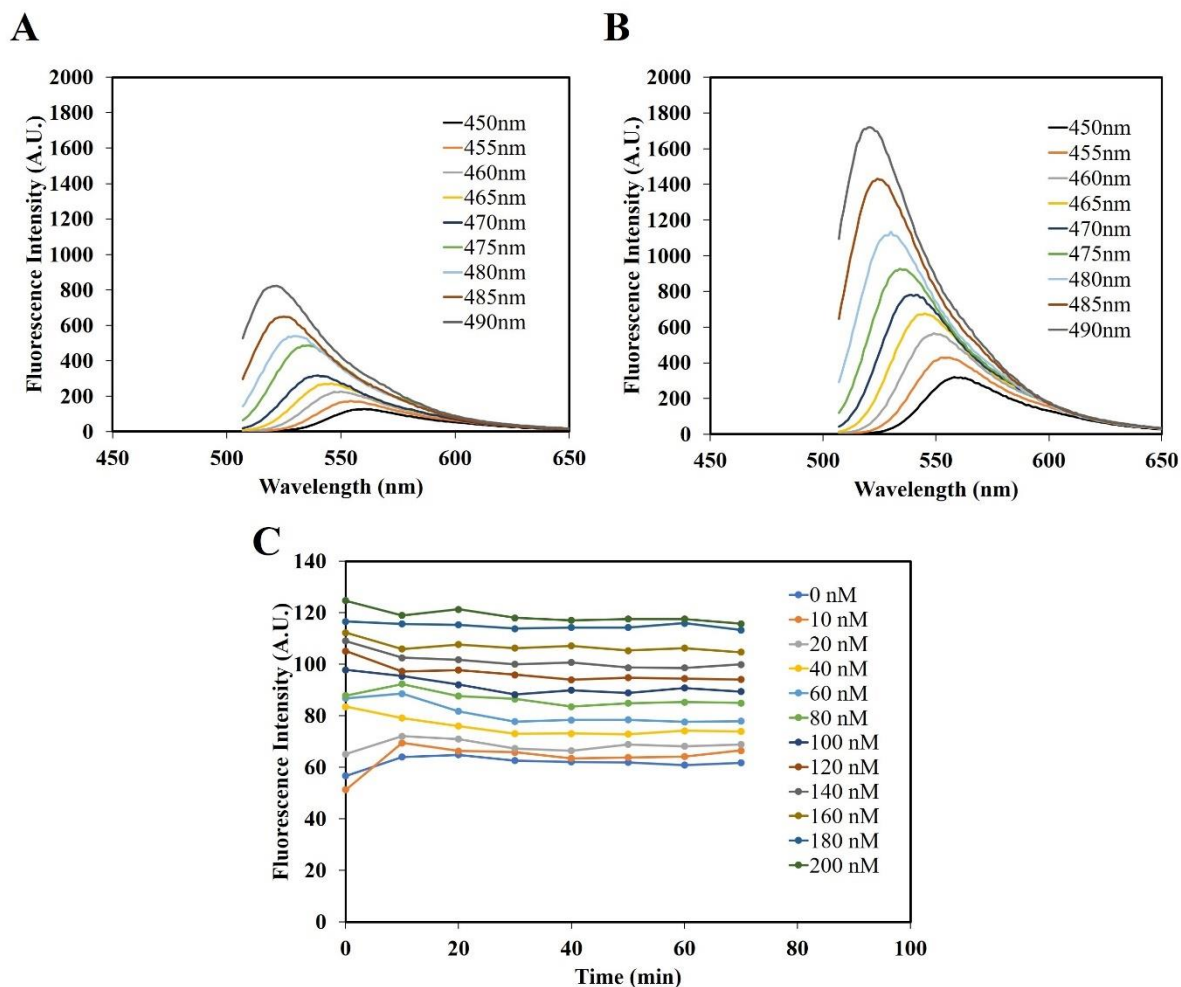 A
2000
1800
1600
1400
1200
1000
800
600
400
200
0
Fluorescence Intensity (A.U.)
450nm
455nm
460nm
465nm
470nm
475nm
480nm
485nm
490nm
450 500 550 600 650
Wavelength (nm)
B
2000
1800
1600
1400
1200
1000
800
600
400
200
0
Fluorescence Intensity (A.U.)
450nm
455nm
460nm
465nm
470nm
475nm
480nm
485nm
490nm
450 500 550 600 650
Wavelength (nm)
C
140
120
100
80
60
40
20
0
Fluorescence Intensity (A.U.)
0 nM
10 nM
20 nM
40 nM
60 nM
80 nM
100 nM
120 nM
140 nM
160 nM
180 nM
200 nM
0 20 40 60 80 100
Time (min)